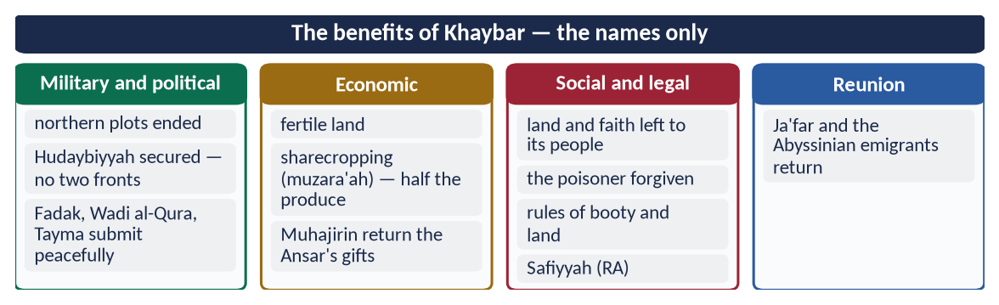 The benefits of Khaybar — the names only
Military and political
northern plots ended
Hudaybiyyah secured —
no two fronts
Fadak, Wadi al-Qura,
Tayma submit
peacefully
Economic
fertile land
sharecropping
(muzara'ah) — half the
produce
Muhajirin return the
Ansar's gifts
Social and legal
land and faith left to
its people
the poisoner forgiven
rules of booty and
land
Safiyyah (RA)
Reunion
Ja'far and the
Abyssinian emigrants
return